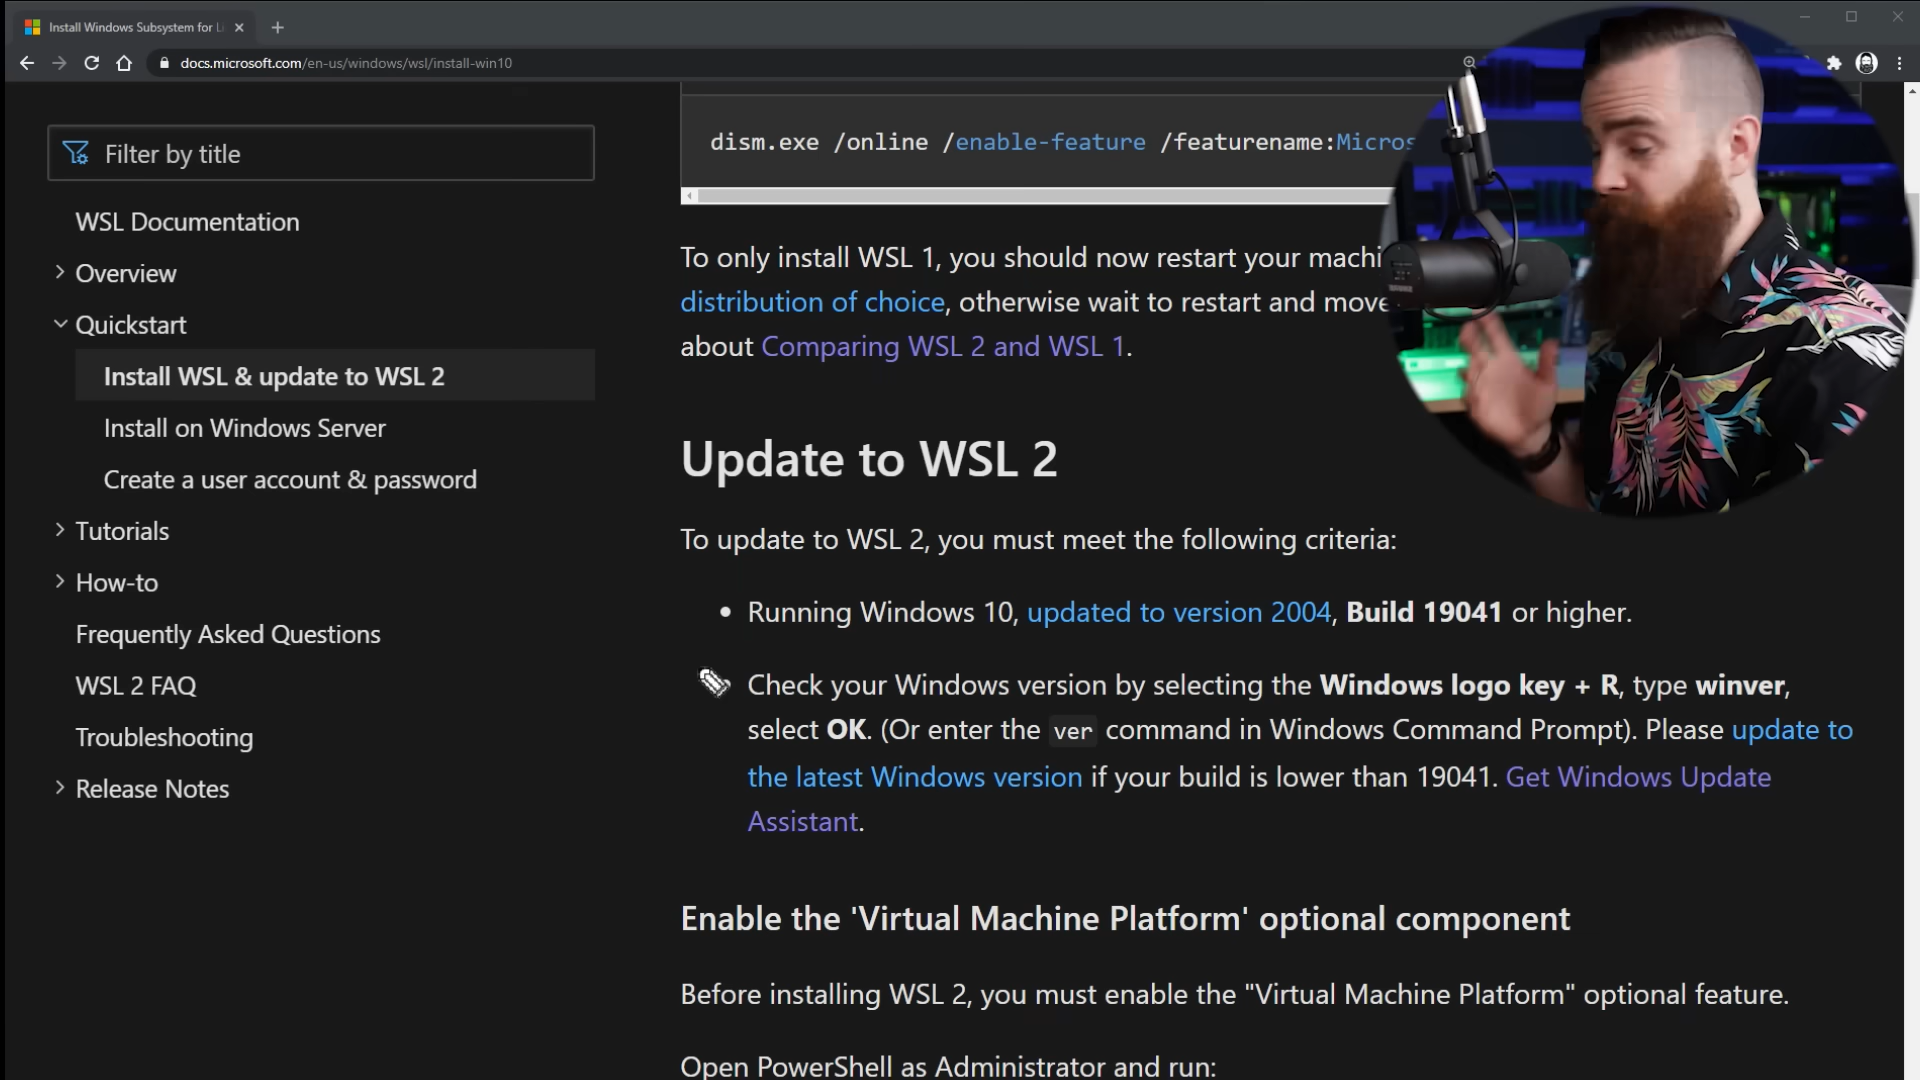 Install Windows Subsystem for L
docs.microsoft.com/en-us/windows/wsl/install-win10
Filter by title
WSL Documentation
Overview
Quickstart
Install WSL & update to WSL 2
Install on Windows Server
Create a user account & password
Tutorials
How-to
Frequently Asked Questions
WSL 2 FAQ
Troubleshooting
Release Notes
dism.exe /online /enable-feature /featurename:Micros
To only install WSL 1, you should now restart your machi
distribution of choice, otherwise wait to restart and move
about Comparing WSL 2 and WSL 1.
Update to WSL 2
To update to WSL 2, you must meet the following criteria:
• Running Windows 10, updated to version 2004, Build 19041 or higher.
Check your Windows version by selecting the Windows logo key + R, type winver,
select OK. (Or enter the ver command in Windows Command Prompt). Please update to
the latest Windows version if your build is lower than 19041. Get Windows Update
Assistant.
Enable the 'Virtual Machine Platform' optional component
Before installing WSL 2, you must enable the "Virtual Machine Platform" optional feature.
Open PowerShell as Administrator and run: